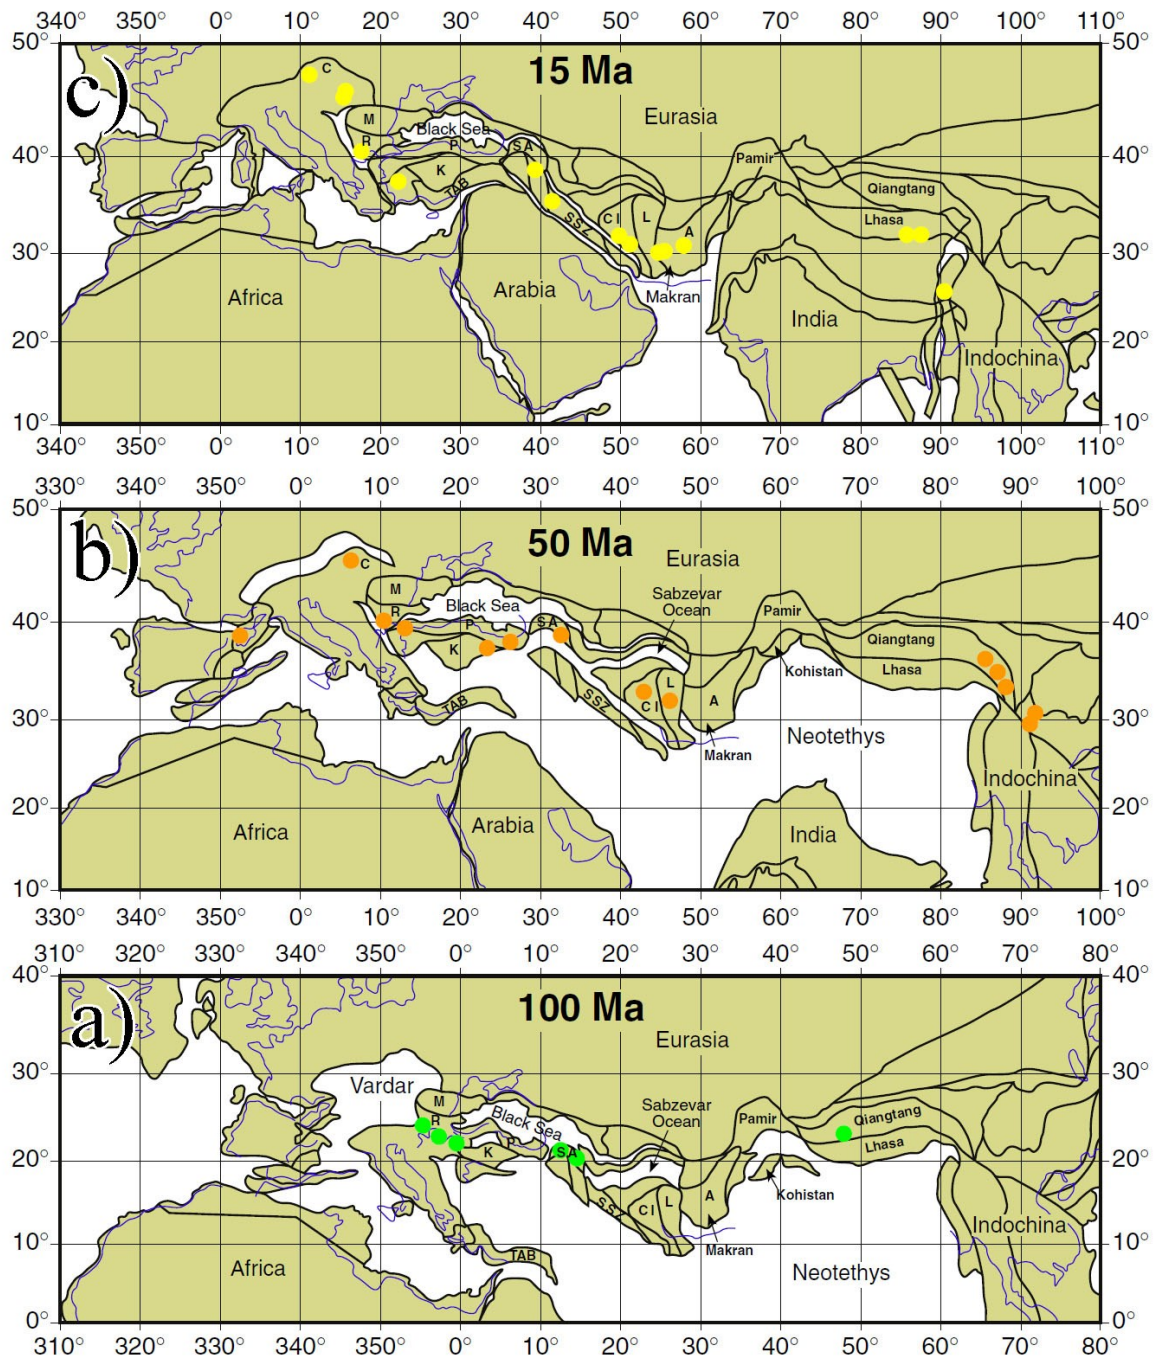 340° 350° 0° 10° 20° 30° 40° 50° 60° 70° 80° 90° 100° 110°
50° 50°
c)
15 Ma
C
Eurasia
M
Black Sea
R
P
SA
40° 40°
Pamir
K
TAB
Qiangtang
SSZ
CI
L
Lhasa
A
30° 30°
Africa
Arabia
Makran
India
20° 20°
Indochina
10° 10°
340° 350° 0° 10° 20° 30° 40° 50° 60° 70° 80° 90° 100° 110°
330° 340° 350° 0° 10° 20° 30° 40° 50° 60° 70° 80° 90° 100°
50° 50°
b)
50 Ma
Eurasia
C
M
Sabzevar
Ocean
Black Sea
R
Pamir
40° 40°
P
SA
K
Qiangtang
Kohistan
Lhasa
L
SSZ
CI
A
TAB
30° 30°
Neotethys
Makran
Indochina
20° 20°
Africa
Arabia
India
10° 10°
330° 340° 350° 0° 10° 20° 30° 40° 50° 60° 70° 80° 90° 100°
310° 320° 330° 340° 350° 0° 10° 20° 30° 40° 50° 60° 70° 80°
40° 40°
a)
100 Ma
Eurasia
30° 30°
Vardar
M
Sabzevar
Ocean
Black Sea
Pamir
Qiangtang
R
P
Lhasa
K
SA
20° 20°
Kohistan
SSZ
CI
L
A
Indochina
10° 10°
Makran
TAB
Africa
Neotethys
0° 0°
310° 320° 330° 340° 350° 0° 10° 20° 30° 40° 50° 60° 70° 80°